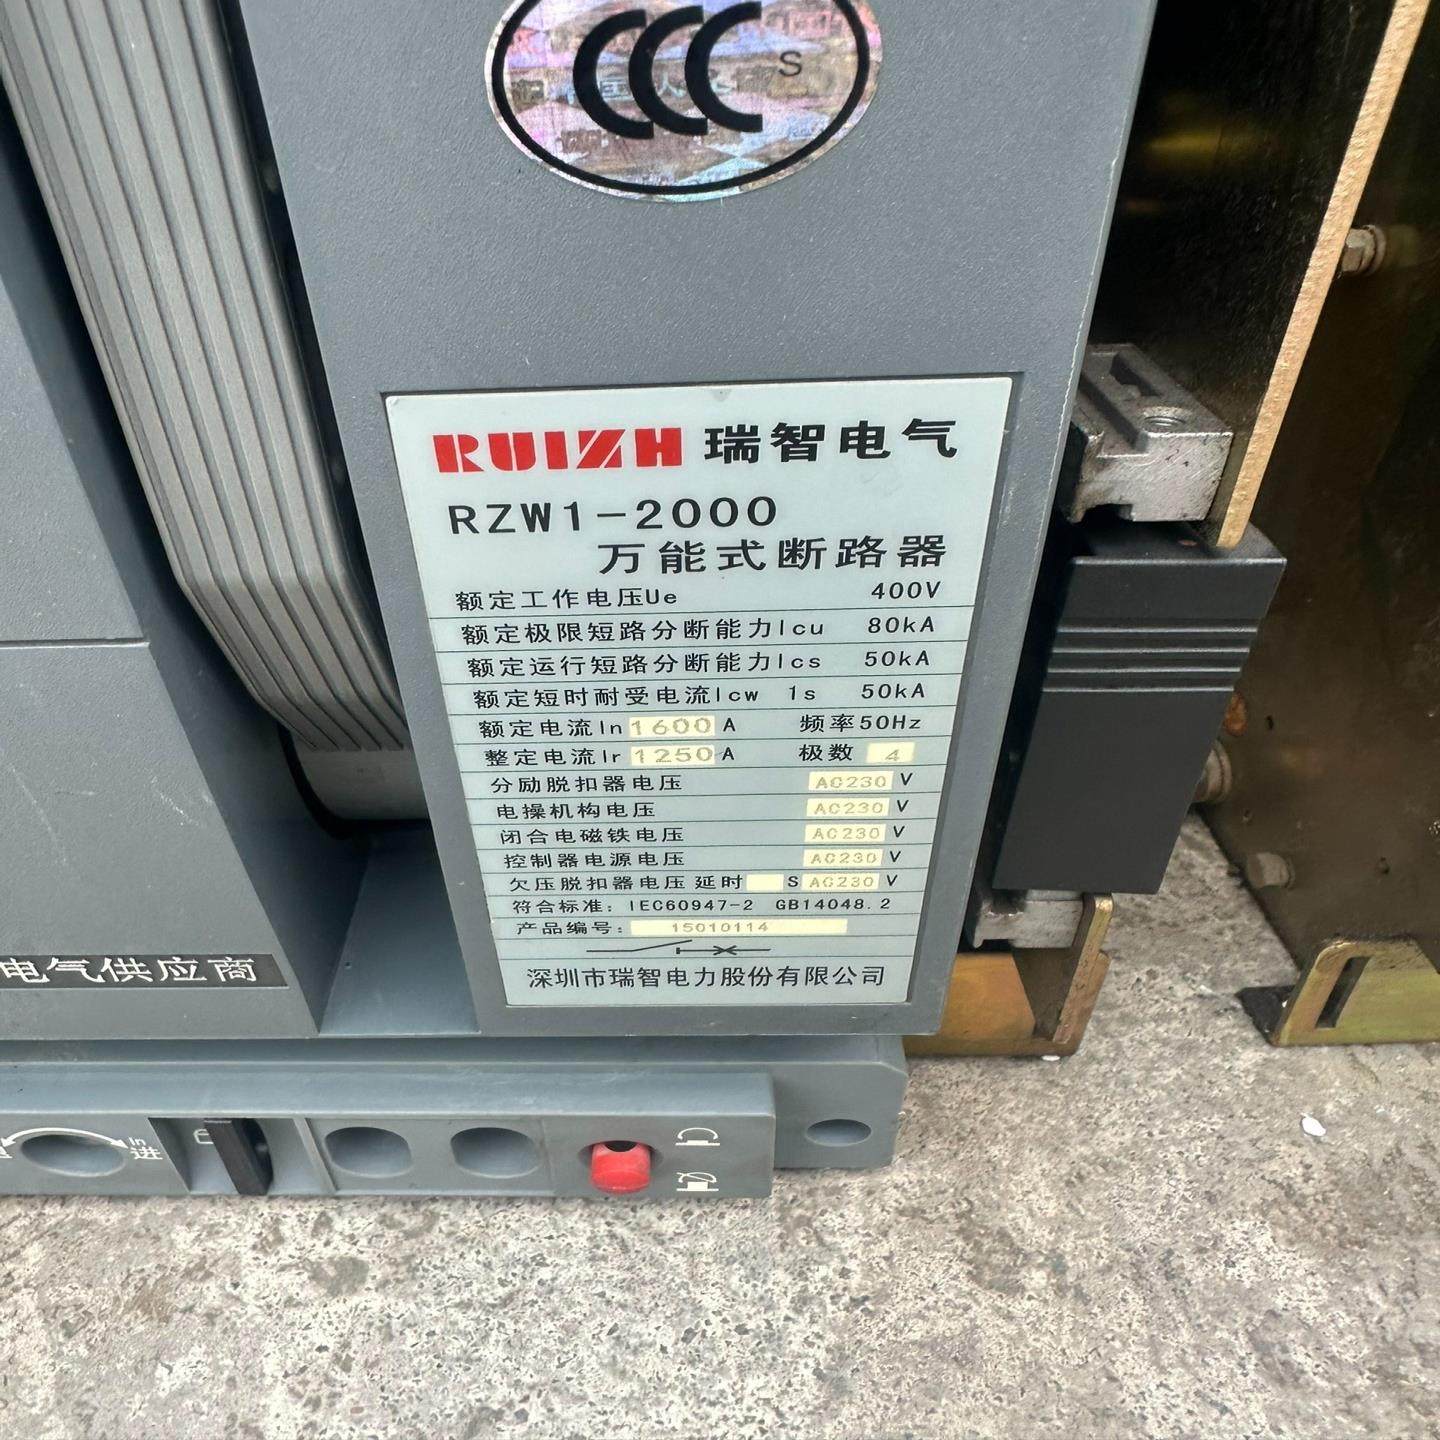 CCC S
RUIZH 瑞智电气
RZW1-2000
万能式断路器
额定工作电压Ue 400V
额定极限短路分断能力Icu 80kA
额定运行短路分断能力Ics 50kA
额定短时耐受电流Icw 1s 50kA
额定电流In 1600 A 频率50Hz
整定电流Ir 1250 A 极数 4
分励脱扣器电压 AC230 V
电操机构电压 AC230 V
闭合电磁铁电压 AC230 V
控制器电源电压 AC230 V
欠压脱扣器电压 延时 S AC230 V
符合标准: IEC60947-2 GB14048.2
产品编号: 15010114
深圳市瑞智电力股份有限公司
电气供应商
In
进